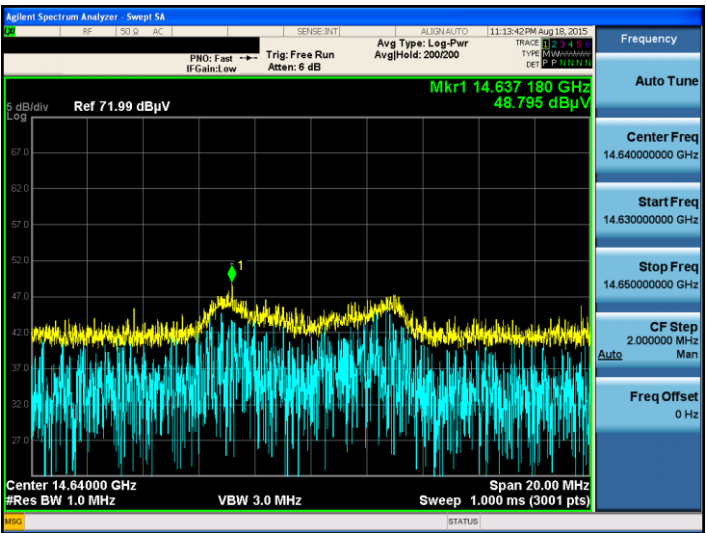 Agilent Spectrum Analyzer - Swept SA
RF 50 Ω AC SENSE:INT ALIGN AUTO 11:13:42 PM Aug 18, 2015
PNO: Fast Trig: Free Run Avg Type: Log-Pwr TRACE 1 2 3 4 5 6
IFGain:Low Atten: 6 dB Avg|Hold: 200/200 TYPE MWWWWW
DET P P N N N N
Mkr1 14.637 180 GHz
48.795 dBµV
5 dB/div Ref 71.99 dBµV
Log
67.0
62.0
57.0
52.0
47.0
42.0
37.0
32.0
27.0
1
Center 14.64000 GHz Span 20.00 MHz
#Res BW 1.0 MHz VBW 3.0 MHz Sweep 1.000 ms (3001 pts)
MSG STATUS
Frequency
Auto Tune
Center Freq
14.640000000 GHz
Start Freq
14.630000000 GHz
Stop Freq
14.650000000 GHz
CF Step
2.000000 MHz
Auto Man
Freq Offset
0 Hz